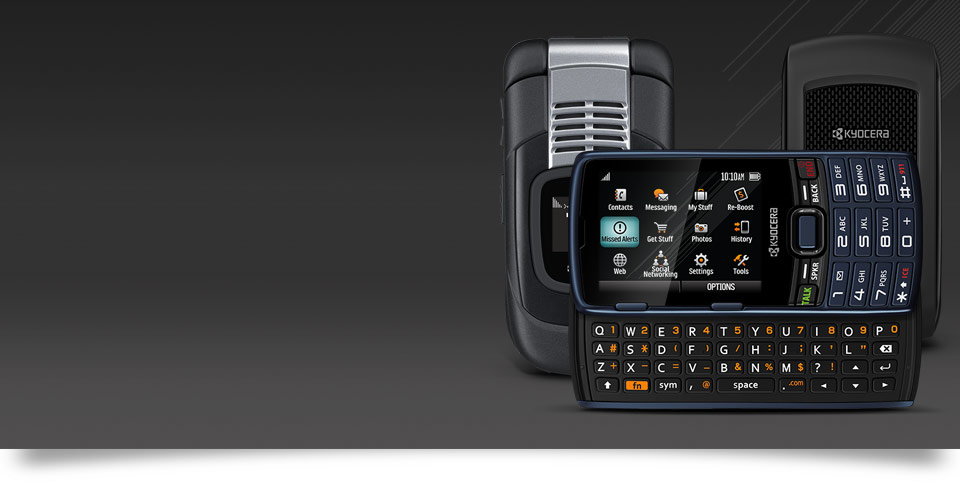 KYOCERA
10:10AM
Contacts Messaging My Stuff Re-Boost
Missed Alerts Get Stuff Photos History
Web Social Networking Settings Tools
OPTIONS
KYOCERA
BACK
SPKR
TALK
3 DEF 6 MNO 9 WXYZ # 911
2 ABC 5 JKL 8 TUV 0 +
1 4 GHI 7 PQRS * ICE
Q 1 W 2 E 3 R 4 T 5 Y 6 U 7 I 8 O 9 P 0
A # S * D ( F ) G / H : J ; K ' L "
Z + X - C = V _ B & N % M $ ? !
fn sym , @ space . .com